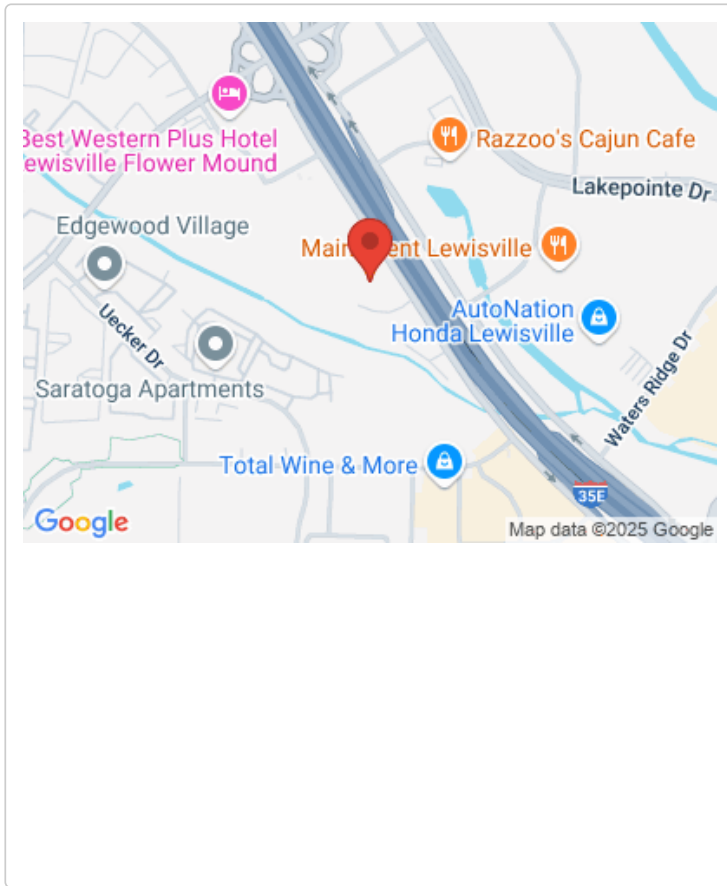 Best Western Plus Hotel
ewisville Flower Mound
Razzoo's Cajun Cafe
Lakepointe Dr
Edgewood Village
Lewisville
AutoNation
Honda Lewisville
Uecker Dr
Saratoga Apartments
Waters Ridge Dr
Total Wine & More
35E
Google
Map data ©2025 Google